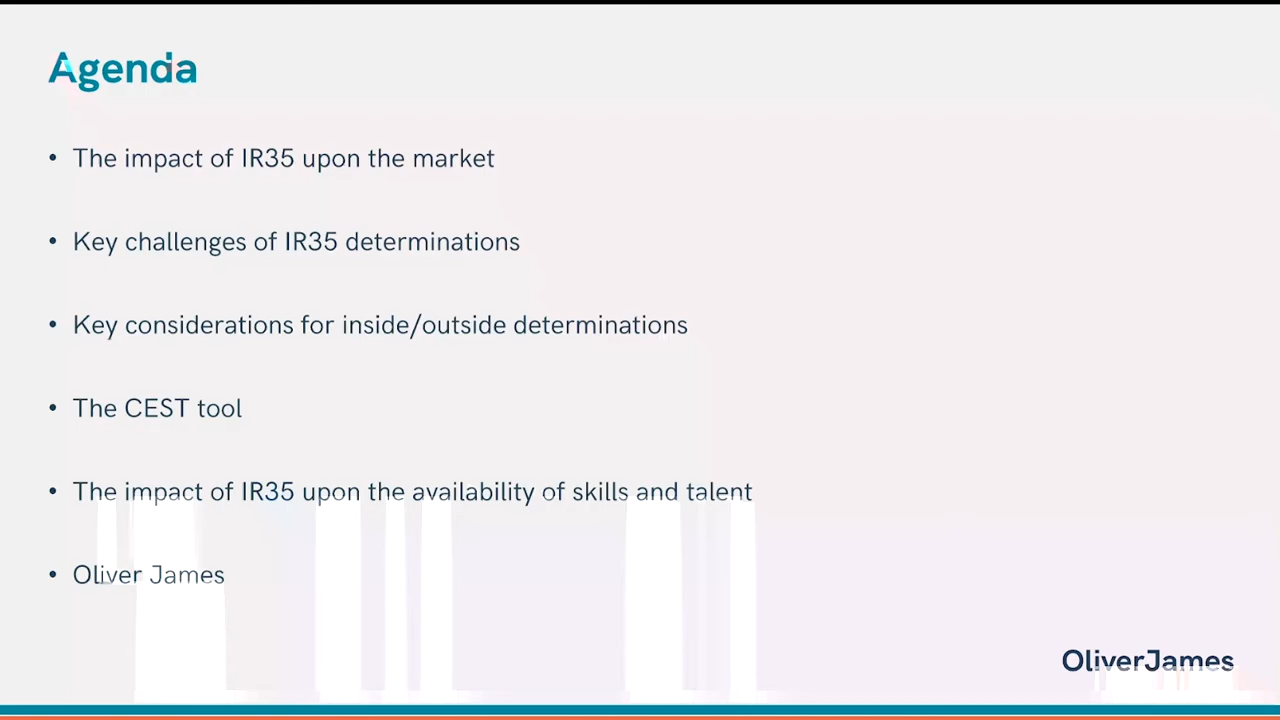 Agenda
• The impact of IR35 upon the market
• Key challenges of IR35 determinations
• Key considerations for inside/outside determinations
• The CEST tool
• The impact of IR35 upon the availability of skills and talent
• Oliver James
OliverJames